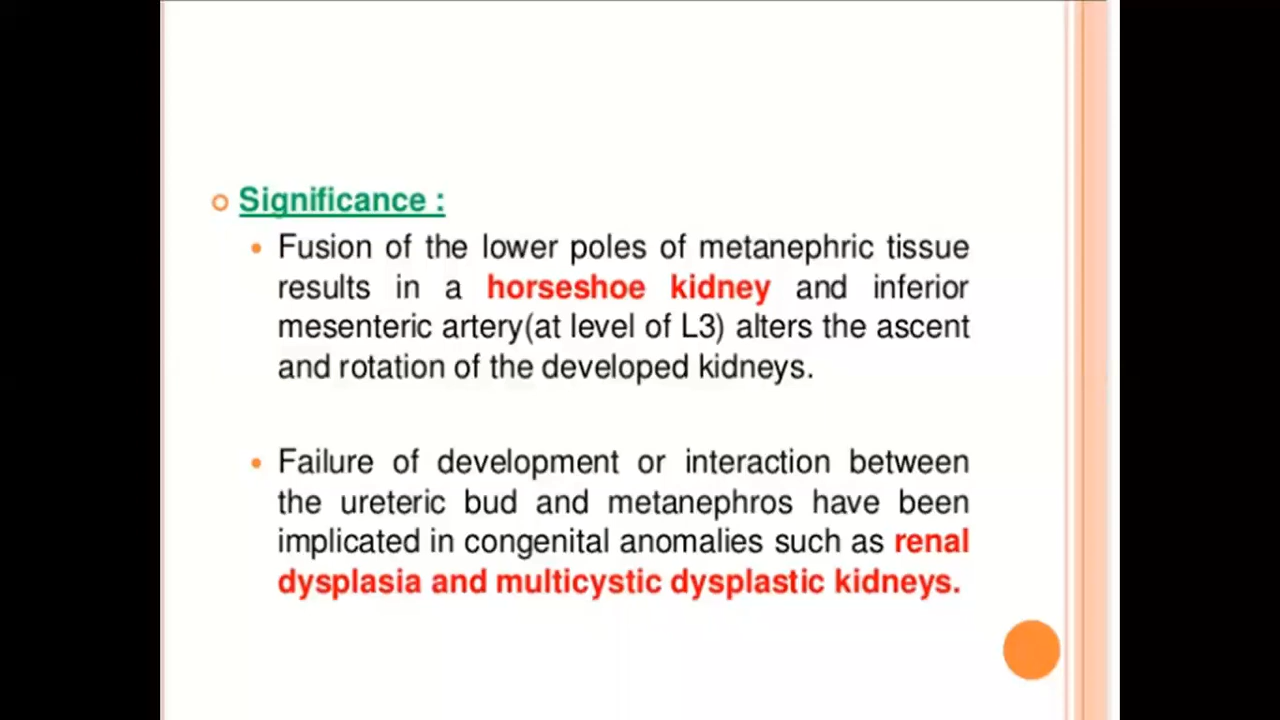 Significance :
Fusion of the lower poles of metanephric tissue
results in a horseshoe kidney and inferior
mesenteric artery(at level of L3) alters the ascent
and rotation of the developed kidneys.
Failure of development or interaction between
the ureteric bud and metanephros have been
implicated in congenital anomalies such as renal
dysplasia and multicystic dysplastic kidneys.